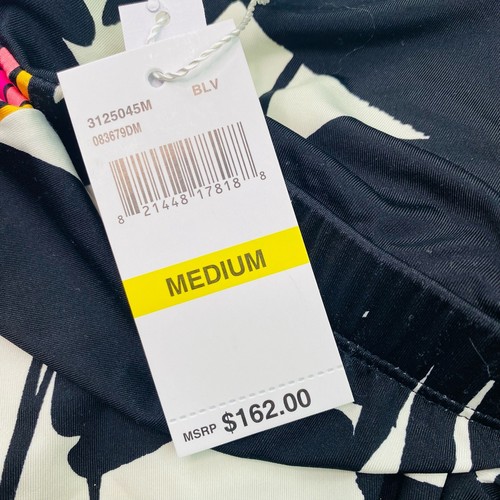 3125045M BLV
083679DM
8 21448 17818 8
MEDIUM
MSRP $162.00